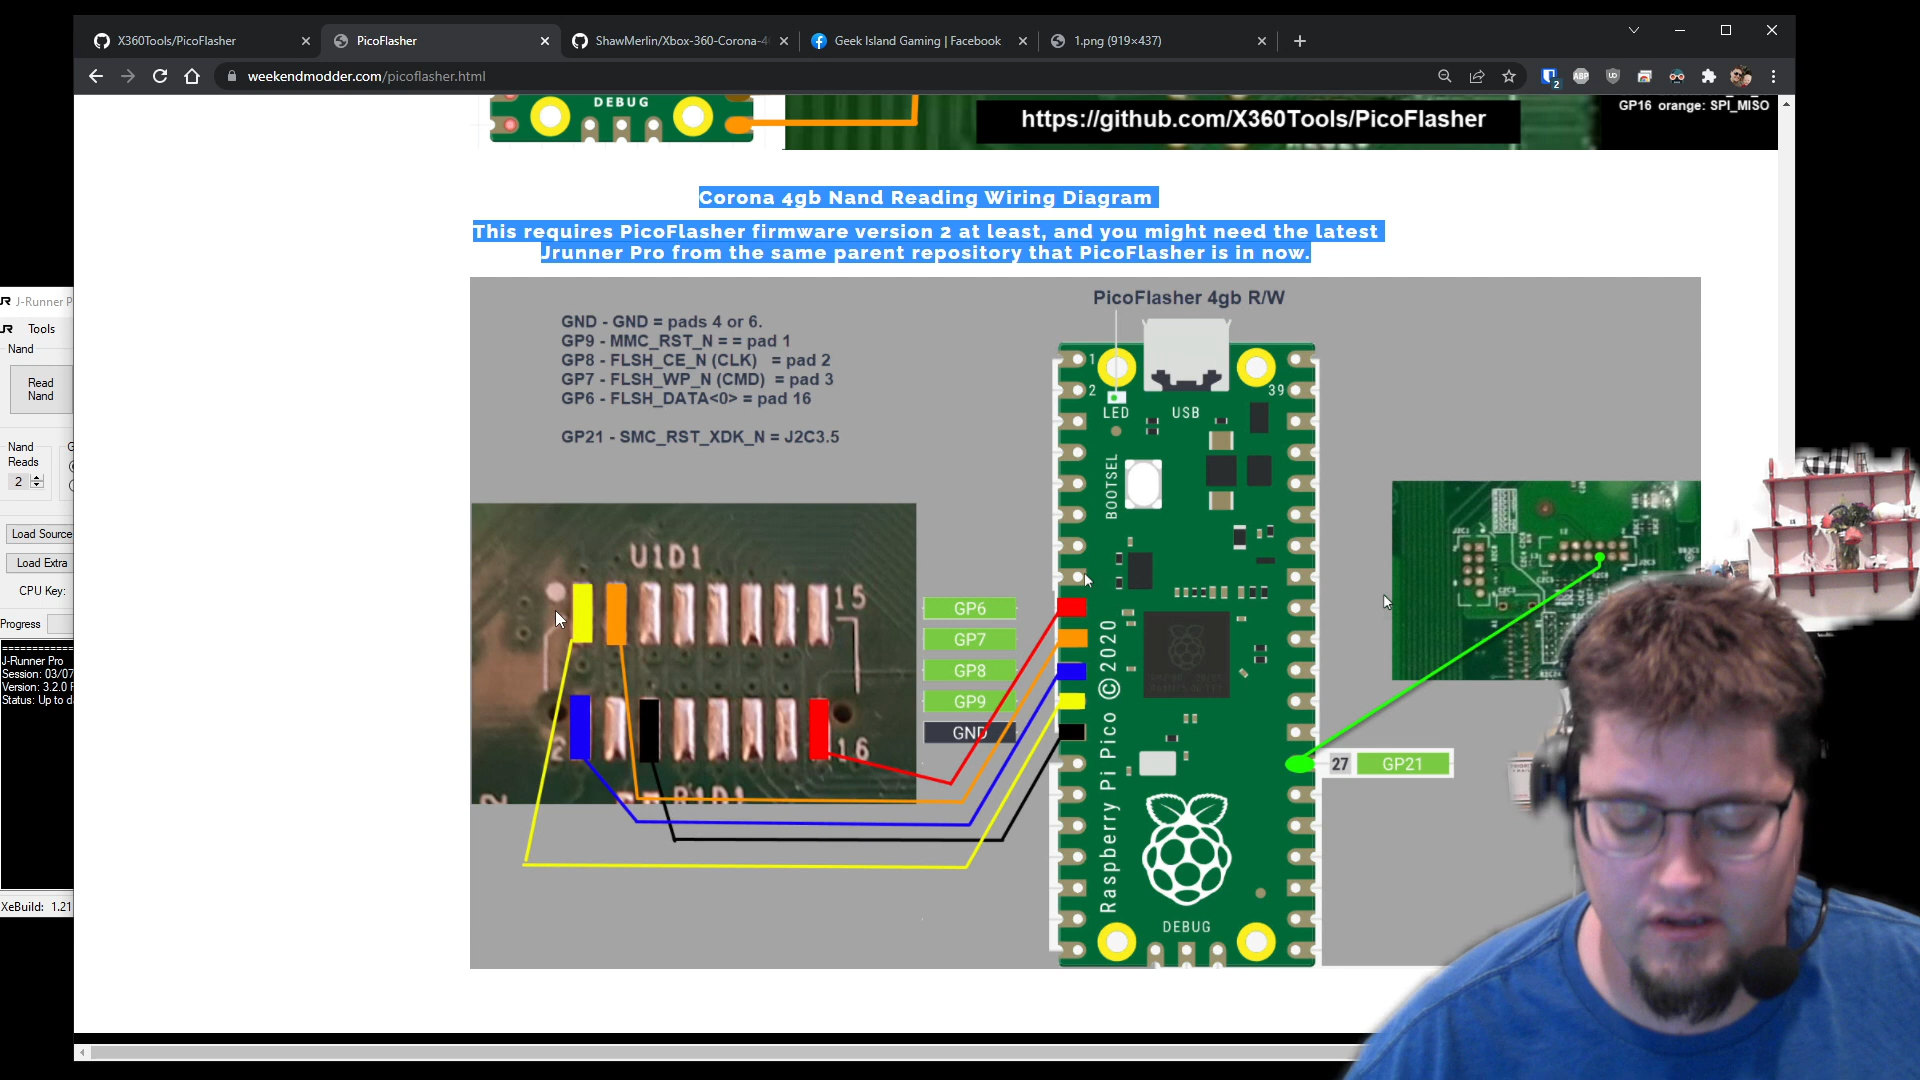 X360Tools/PicoFlasher
PicoFlasher
ShawMerlin/Xbox-360-Corona-4
Geek Island Gaming | Facebook
1.png (919×437)
weekendmodder.com/picoflasher.html
2
ABP
DEBUG
https://github.com/X360Tools/PicoFlasher
GP16 orange: SPI_MISO
Corona 4gb Nand Reading Wiring Diagram
This requires PicoFlasher firmware version 2 at least, and you might need the latest
Jrunner Pro from the same parent repository that PicoFlasher is in now.
PicoFlasher 4gb R/W
GND - GND = pads 4 or 6.
GP9 - MMC_RST_N = = pad 1
GP8 - FLSH_CE_N (CLK) = pad 2
GP7 - FLSH_WP_N (CMD) = pad 3
GP6 - FLSH_DATA<0> = pad 16
GP21 - SMC_RST_XDK_N = J2C3.5
1
2
39
LED
USB
BOOTSEL
U1D1
15
2
16
R1D1
GP6
GP7
GP8
GP9
GND
Raspberry Pi Pico ©2020
27
GP21
DEBUG
J2C1
JR J-Runner P
JR Tools
Nand
Read
Nand
Nand
Reads
2
G
Load Source
Load Extra
CPU Key:
Progress
============
J-Runner Pro
Session: 03/07
Version: 3.2.0
Status: Up to d
XeBuild: 1.21